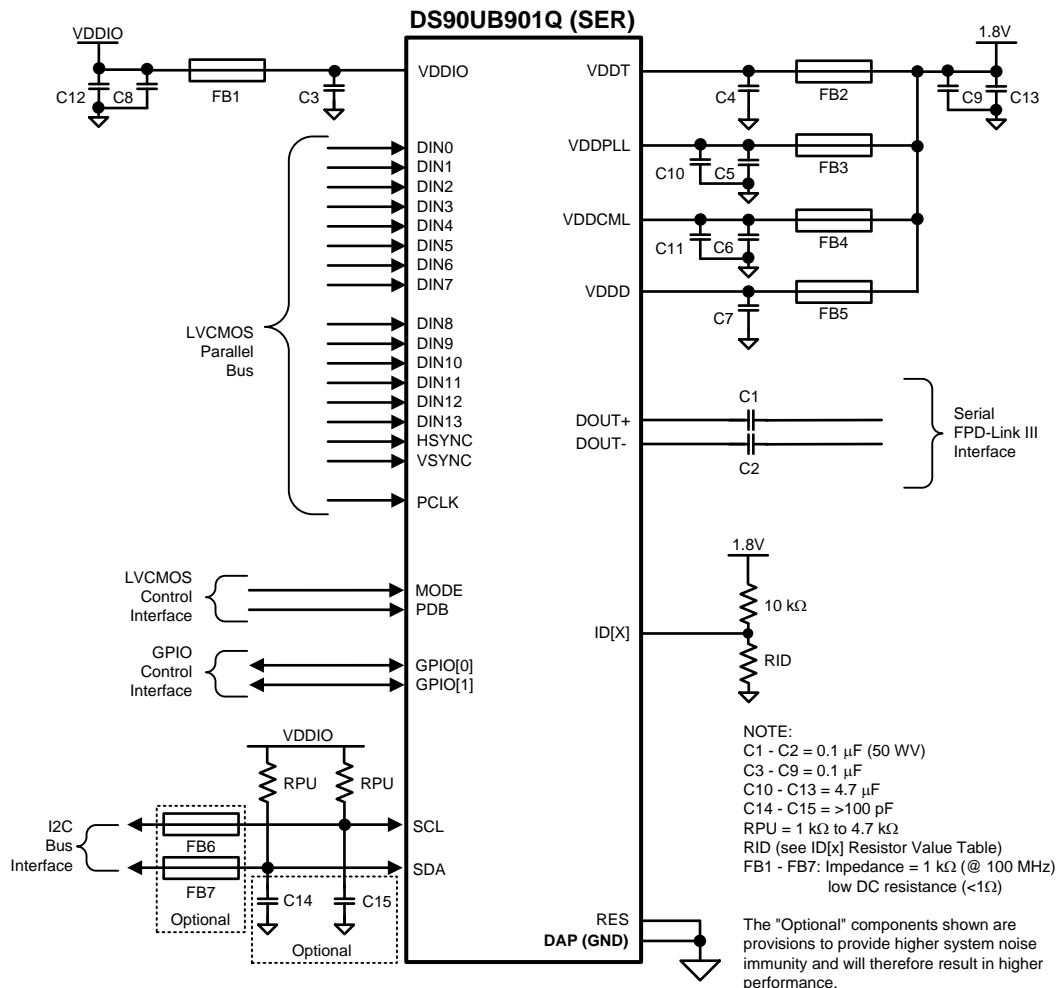 DS90UB901Q (SER)
VDDIO
1.8V
VDDIO
VDDT
C12
C8
FB1
C3
C4
FB2
C9
C13
DIN0
DIN1
DIN2
DIN3
DIN4
DIN5
DIN6
DIN7
VDDPLL
C10
C5
FB3
VDDCML
C11
C6
FB4
VDDD
C7
FB5
DIN8
DIN9
DIN10
DIN11
DIN12
DIN13
HSYNC
VSYNC
PCLK
LVCMOS
Parallel
Bus
C1
DOUT+
DOUT-
C2
Serial
FPD-Link III
Interface
LVCMOS
Control
Interface
MODE
PDB
1.8V
10 kΩ
ID[X]
RID
GPIO
Control
Interface
GPIO[0]
GPIO[1]
VDDIO
RPU
RPU
I2C
Bus
Interface
FB6
FB7
Optional
SCL
SDA
C14
C15
Optional
RES
DAP (GND)
NOTE:
C1 - C2 = 0.1 μF (50 WV)
C3 - C9 = 0.1 μF
C10 - C13 = 4.7 μF
C14 - C15 = >100 pF
RPU = 1 kΩ to 4.7 kΩ
RID (see ID[x] Resistor Value Table)
FB1 - FB7: Impedance = 1 kΩ (@ 100 MHz)
low DC resistance (<1Ω)
The "Optional" components shown are
provisions to provide higher system noise
immunity and will therefore result in higher
performance.